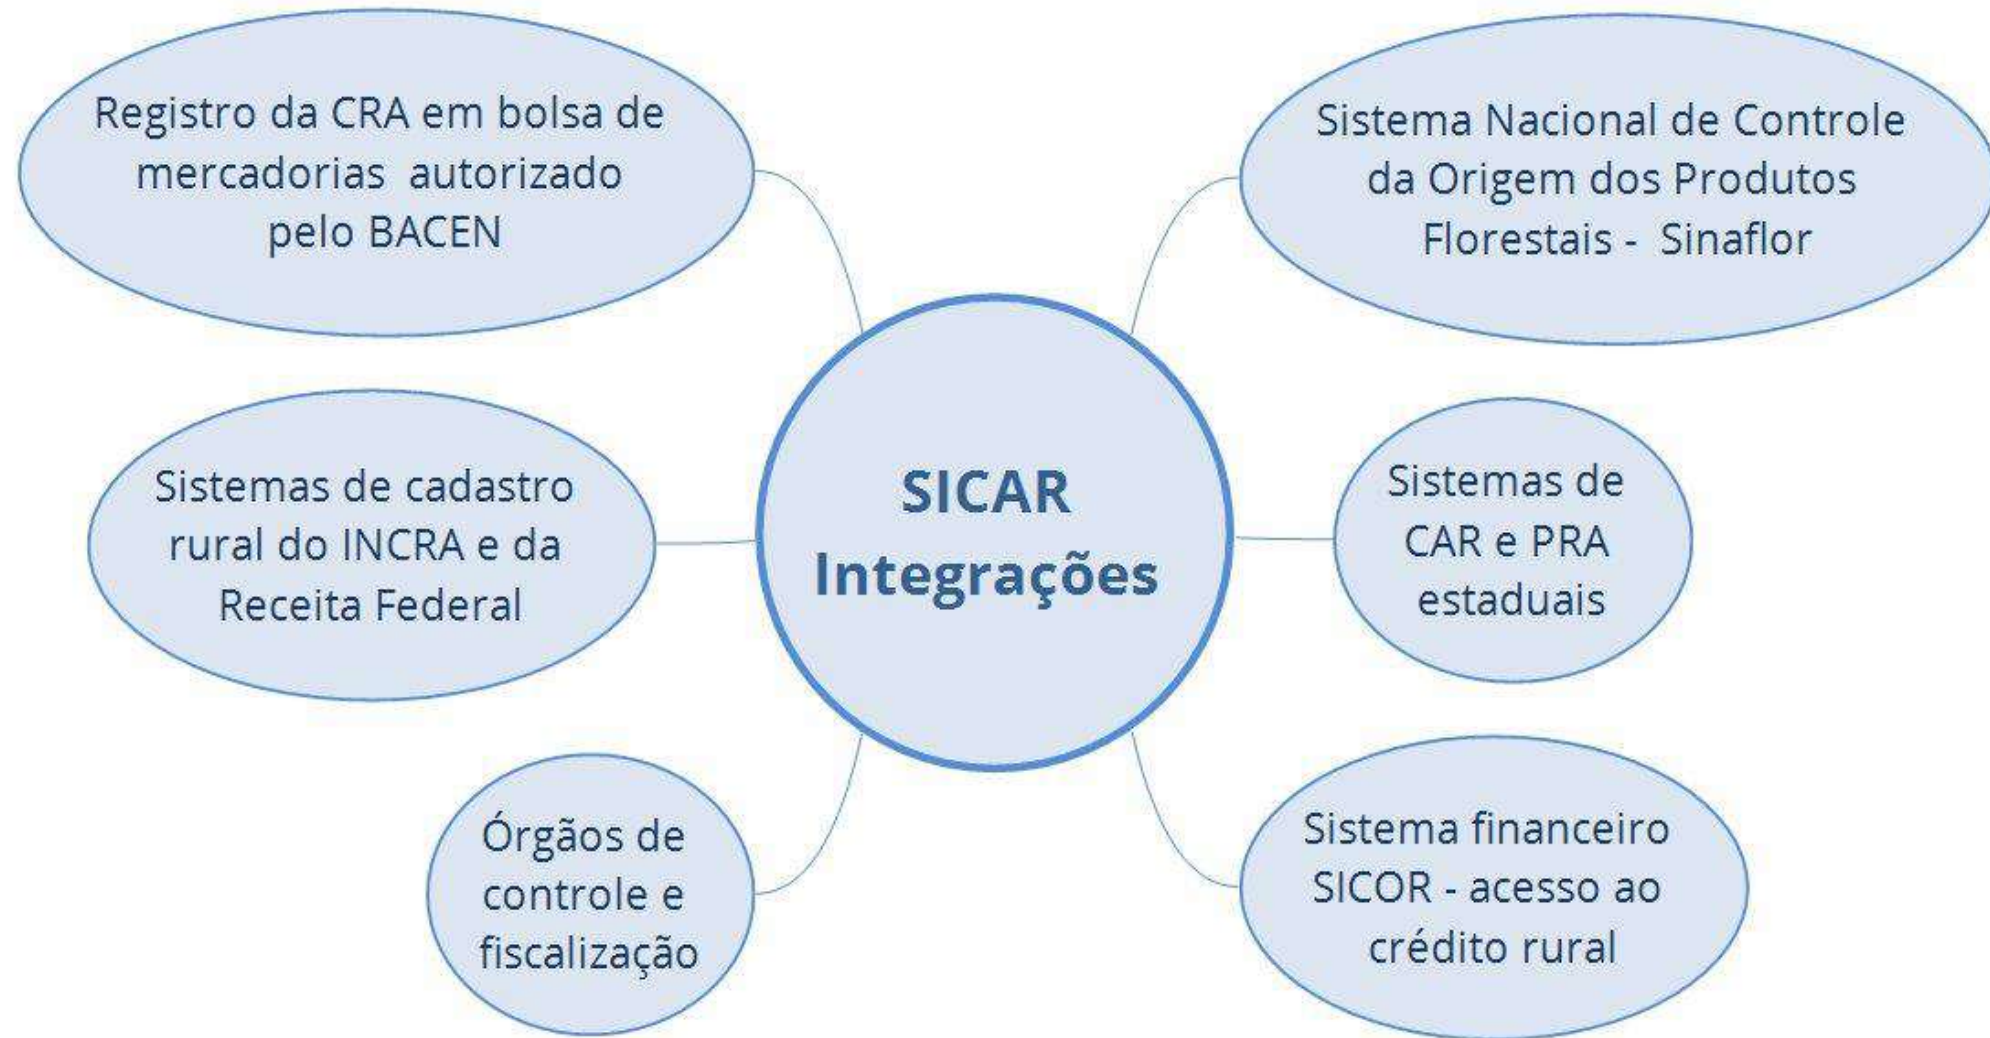 Registro da CRA em bolsa de
mercadorias autorizado
pelo BACEN
Sistema Nacional de Controle
da Origem dos Produtos
Florestais - Sinaflor
Sistemas de cadastro
rural do INCRA e da
Receita Federal
SICAR
Integrações
Sistemas de
CAR e PRA
estaduais
Órgãos de
controle e
fiscalização
Sistema financeiro
SICOR - acesso ao
crédito rural